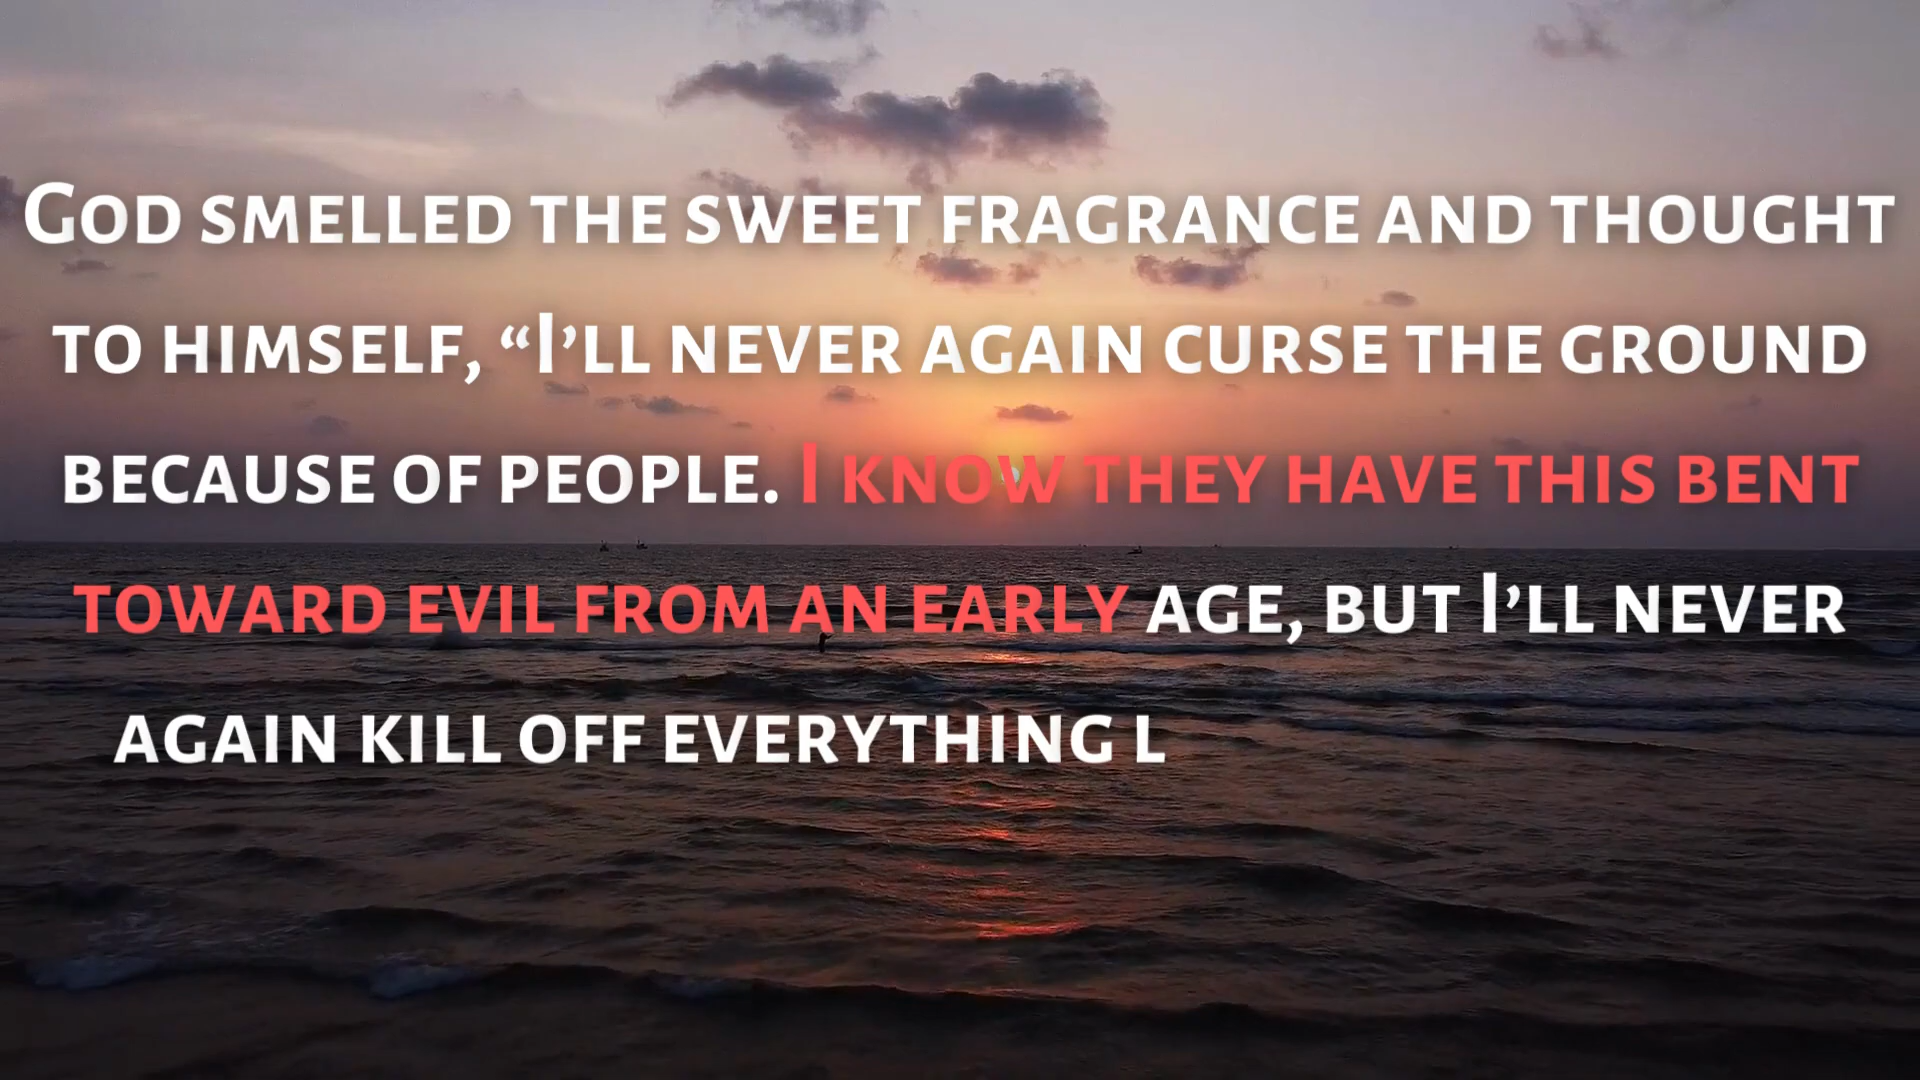 God smelled the sweet fragrance and thought
to himself, “I’ll never again curse the ground
because of people. I know they have this bent
toward evil from an early age, but I’ll never
again kill off everything l